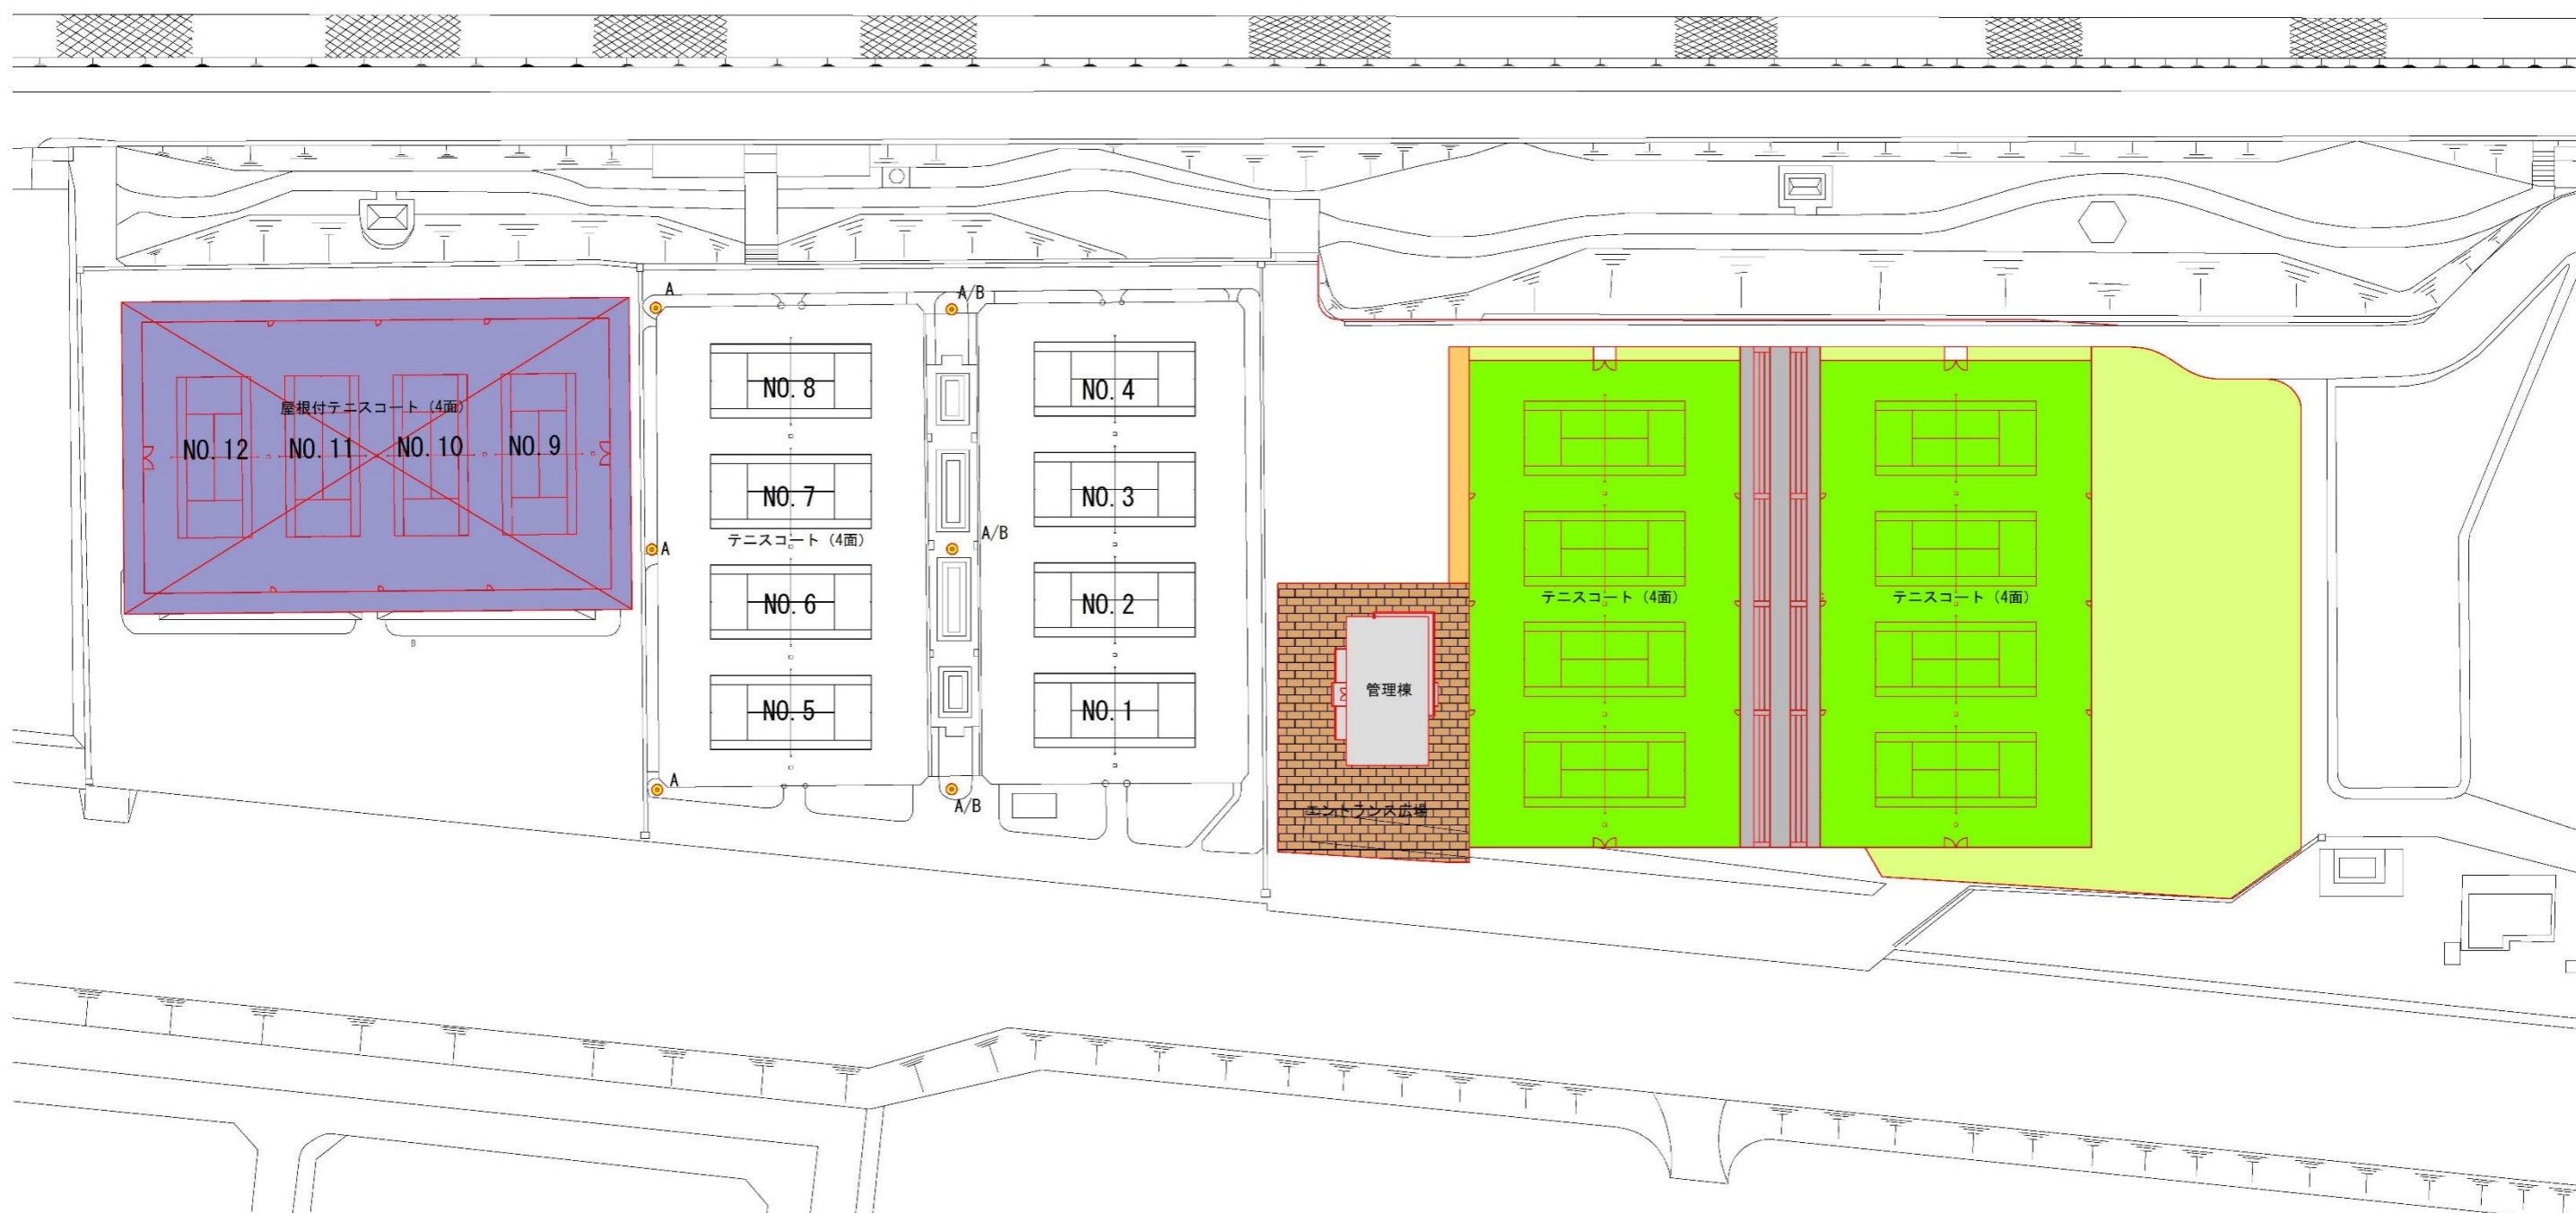 A
A/B
NO.8
NO.4
屋根付テニスコート（4面）
NO.12
NO.11
NO.10
NO.9
NO.7
NO.3
テニスコート（4面）
A/B
A
NO.6
NO.2
テニスコート（4面）
テニスコート（4面）
B
管理棟
NO.5
NO.1
A
A/B
エントランス広場